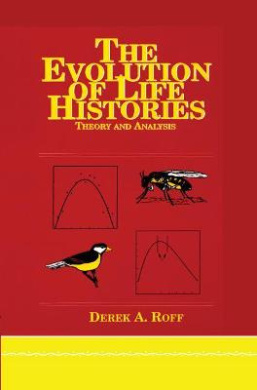 THE
EVOLUTION
OF LIFE
HISTORIES
THEORY AND ANALYSIS
DEREK A. ROFF